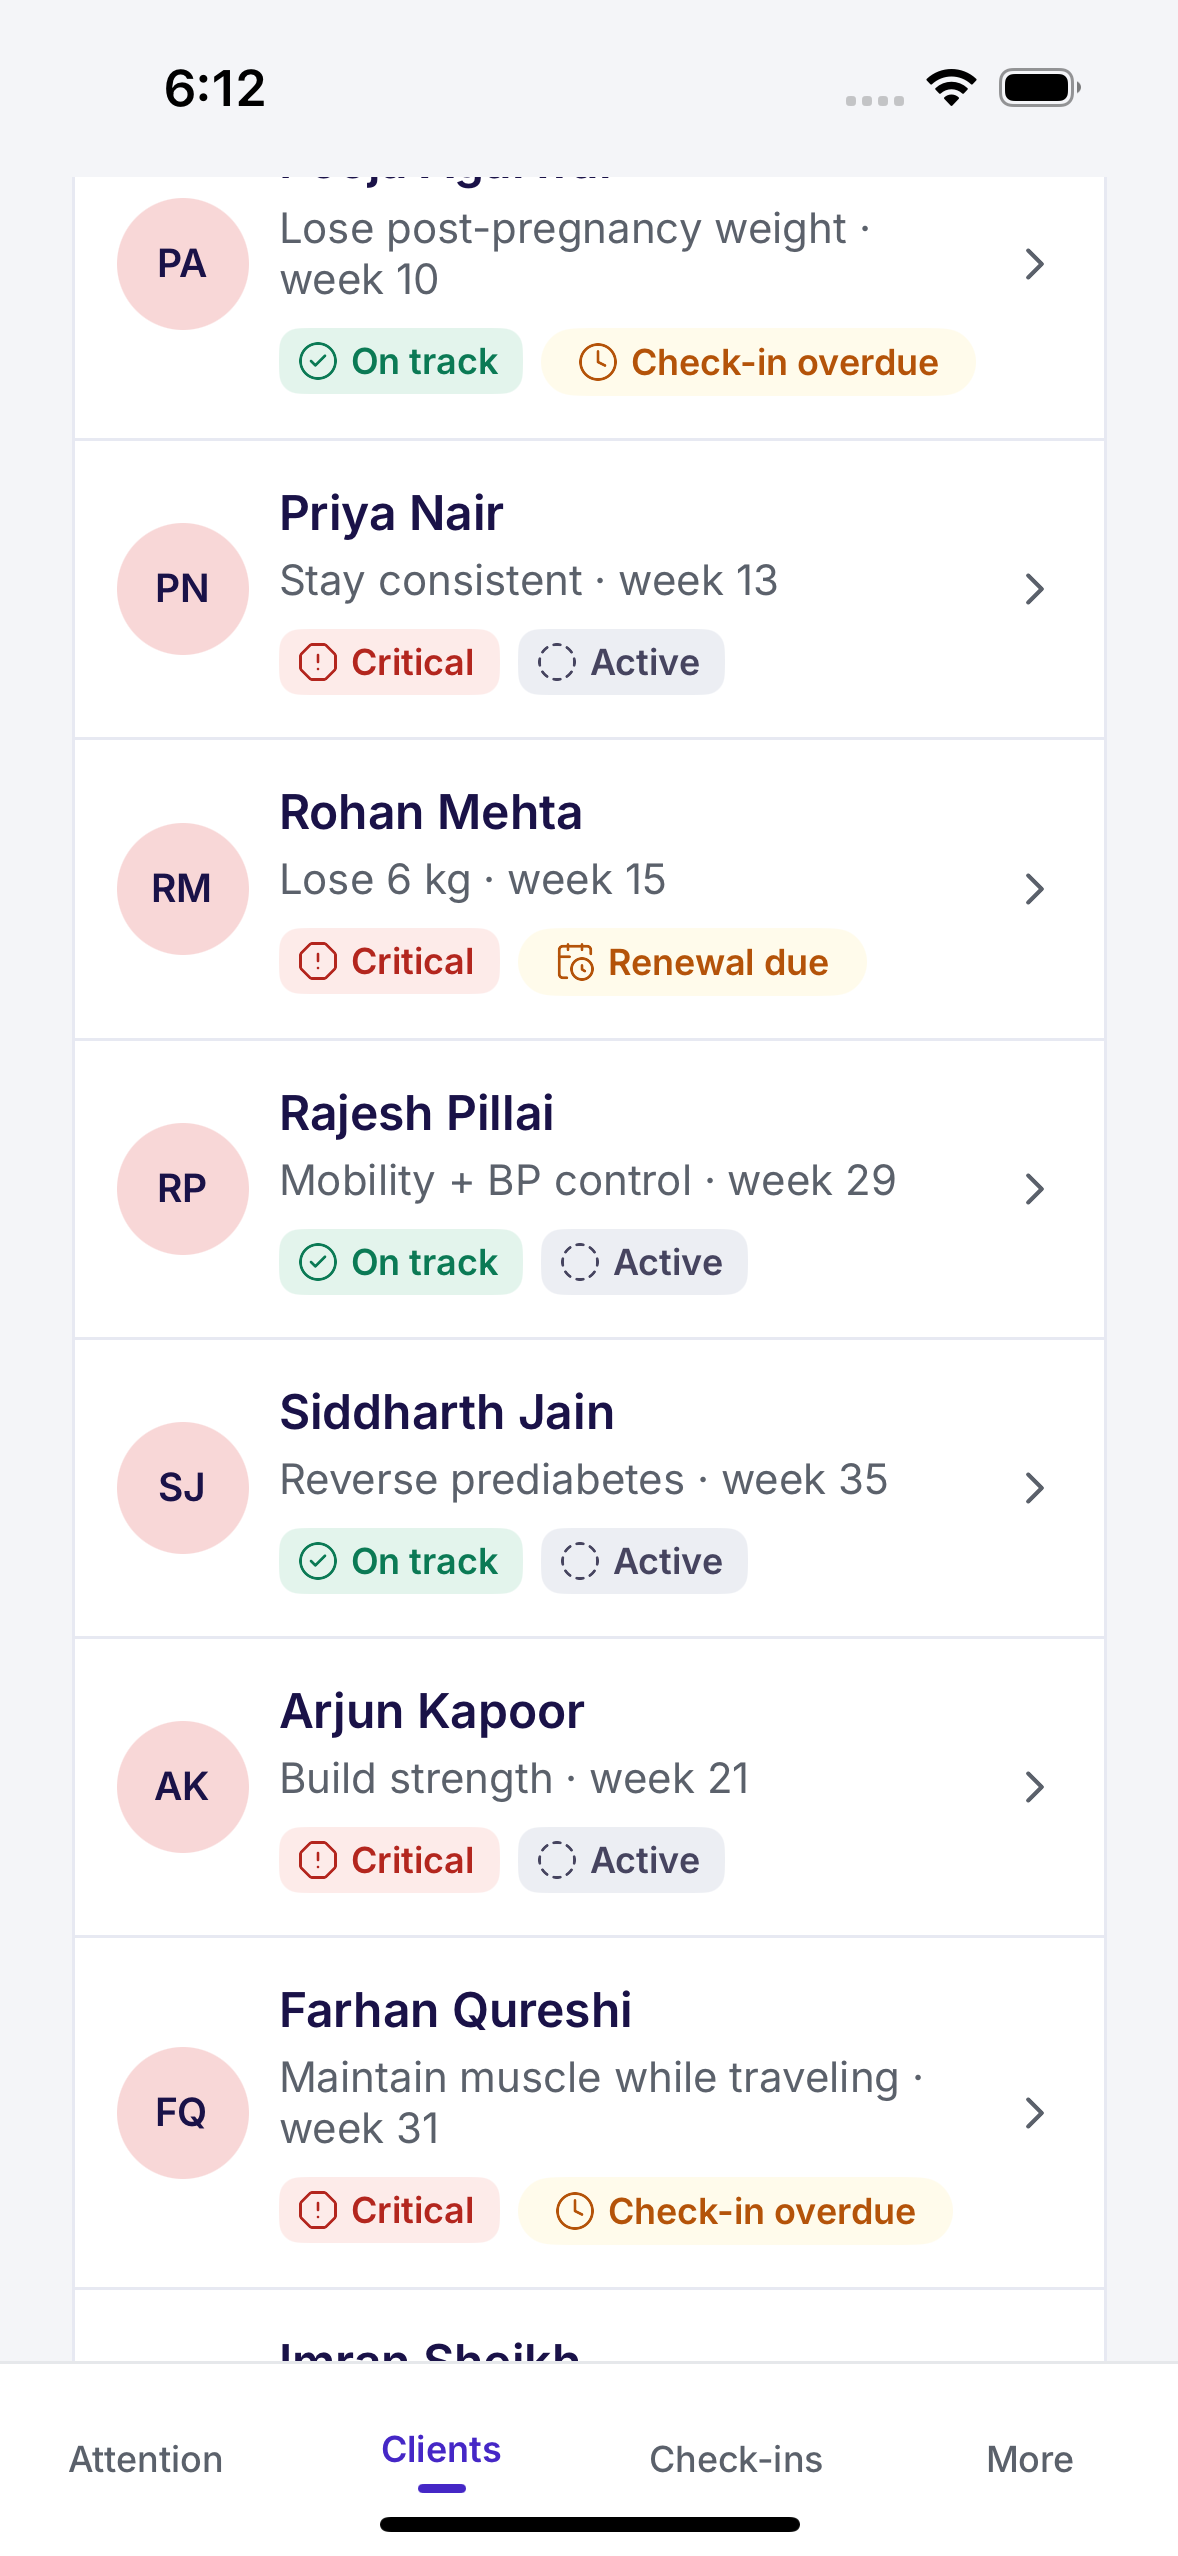 6:12
Pooja Agarwal
PA
Lose post-pregnancy weight ·
week 10
On track
Check-in overdue
Priya Nair
PN
Stay consistent · week 13
Critical
Active
Rohan Mehta
RM
Lose 6 kg · week 15
Critical
Renewal due
Rajesh Pillai
RP
Mobility + BP control · week 29
On track
Active
Siddharth Jain
SJ
Reverse prediabetes · week 35
On track
Active
Arjun Kapoor
AK
Build strength · week 21
Critical
Active
Farhan Qureshi
FQ
Maintain muscle while traveling ·
week 31
Critical
Check-in overdue
Imran Sheikh
Attention
Clients
Check-ins
More